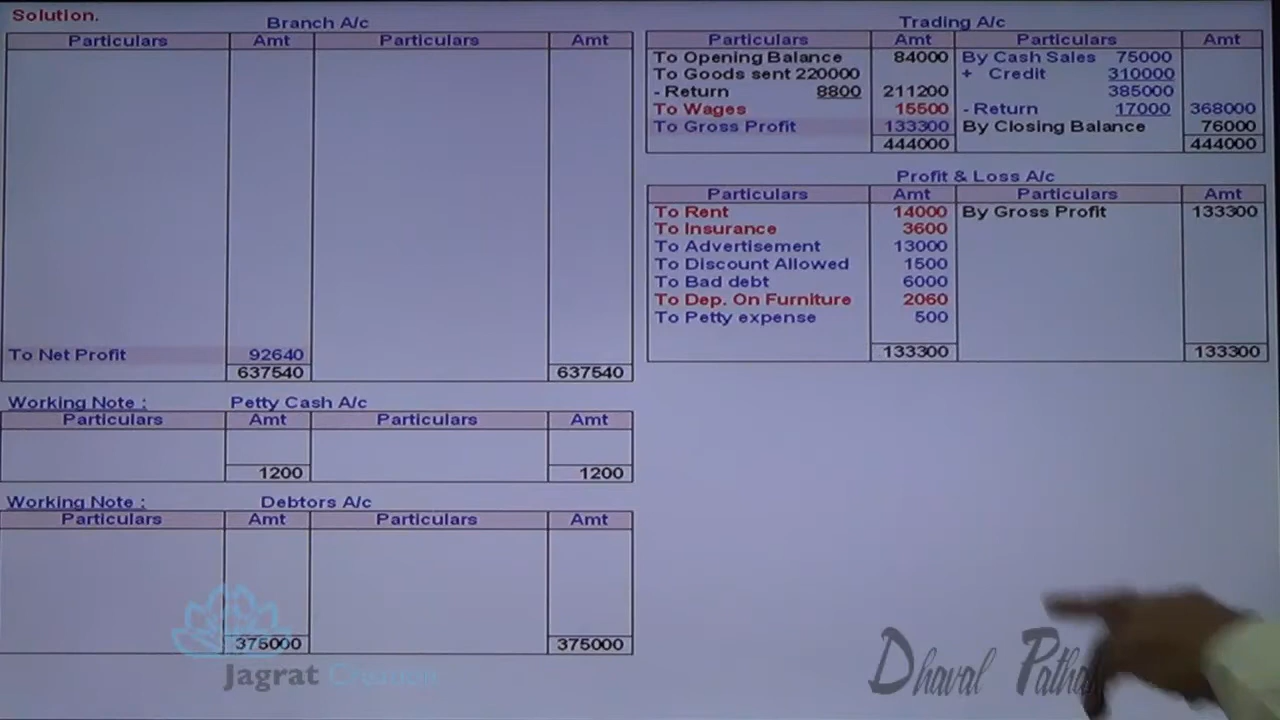 Solution.
Branch A/c
Particulars Amt Particulars Amt
To Net Profit 92640
637540 637540
Working Note : Petty Cash A/c
Particulars Amt Particulars Amt
1200 1200
Working Note : Debtors A/c
Particulars Amt Particulars Amt
375000 375000
Trading A/c
Particulars Amt Particulars Amt
To Opening Balance 84000 By Cash Sales 75000
To Goods sent 220000 + Credit 310000
- Return 8800 211200 385000
To Wages 15500 - Return 17000 368000
To Gross Profit 133300 By Closing Balance 76000
444000 444000
Profit & Loss A/c
Particulars Amt Particulars Amt
To Rent 14000 By Gross Profit 133300
To Insurance 3600
To Advertisement 13000
To Discount Allowed 1500
To Bad debt 6000
To Dep. On Furniture 2060
To Petty expense 500
133300 133300
Jagrat
Dhaval